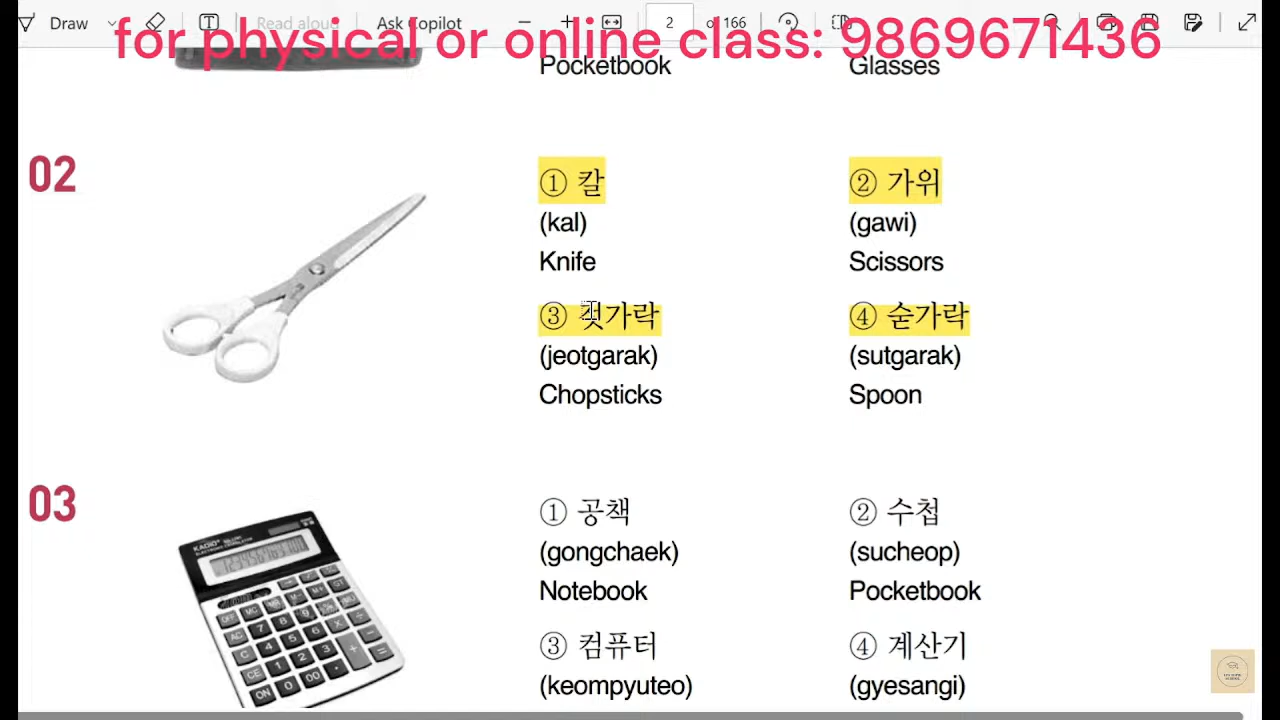 Draw
Read aloud
Ask Copilot
2
of 166
for physical or online class: 9869671436
Pocketbook
Glasses
02
① 칼
(kal)
Knife
② 가위
(gawi)
Scissors
③ 젓가락
(jeotgarak)
Chopsticks
④ 숟가락
(sutgarak)
Spoon
03
① 공책
(gongchaek)
Notebook
② 수첩
(sucheop)
Pocketbook
③ 컴퓨터
(keompyuteo)
④ 계산기
(gyesangi)